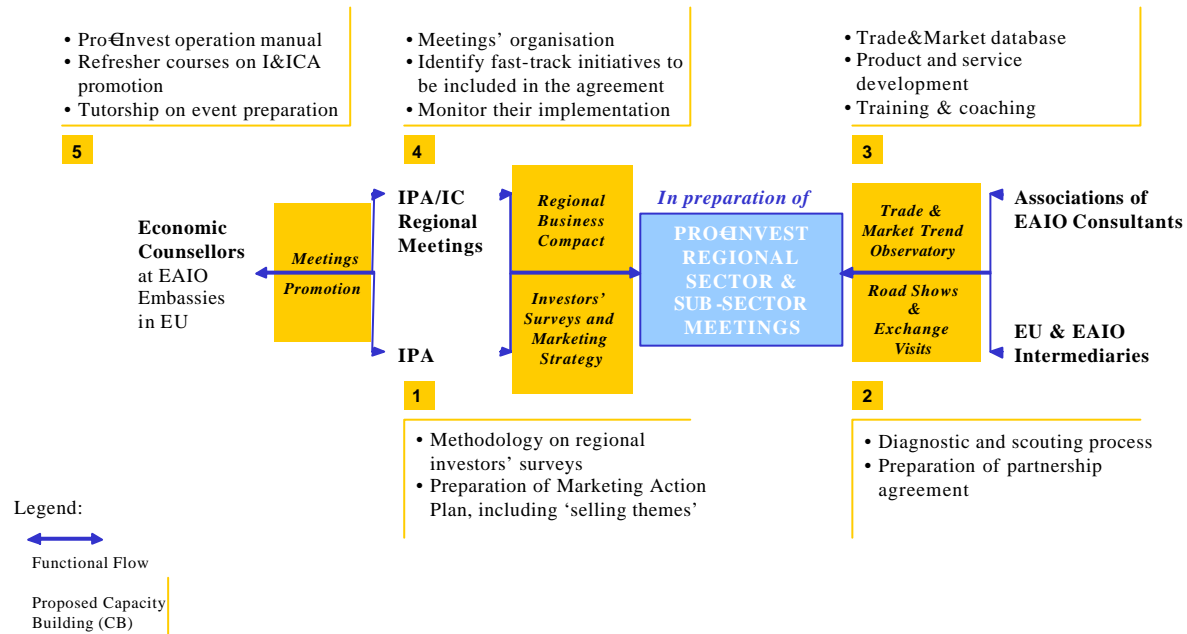 • Pro€Invest operation manual
• Refresher courses on I&ICA
promotion
• Tutorship on event preparation
5
• Meetings’ organisation
• Identify fast-track initiatives to
be included in the agreement
• Monitor their implementation
4
• Trade&Market database
• Product and service
development
• Training & coaching
3
Economic
Counsellors
at EAIO
Embassies
in EU
Meetings
Promotion
IPA/IC
Regional
Meetings
IPA
Regional
Business
Compact
Investors’
Surveys and
Marketing
Strategy
In preparation of
PRO€INVEST
REGIONAL
SECTOR &
SUB-SECTOR
MEETINGS
Trade &
Market Trend
Observatory
Road Shows
&
Exchange
Visits
Associations of
EAIO Consultants
EU & EAIO
Intermediaries
1
• Methodology on regional
investors’ surveys
• Preparation of Marketing Action
Plan, including ‘selling themes’
2
• Diagnostic and scouting process
• Preparation of partnership
agreement
Legend:
Functional Flow
Proposed Capacity
Building (CB)